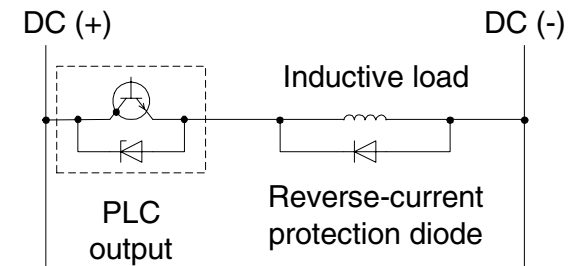 DC (+)
DC (-)
Inductive load
PLC
output
Reverse-current
protection diode